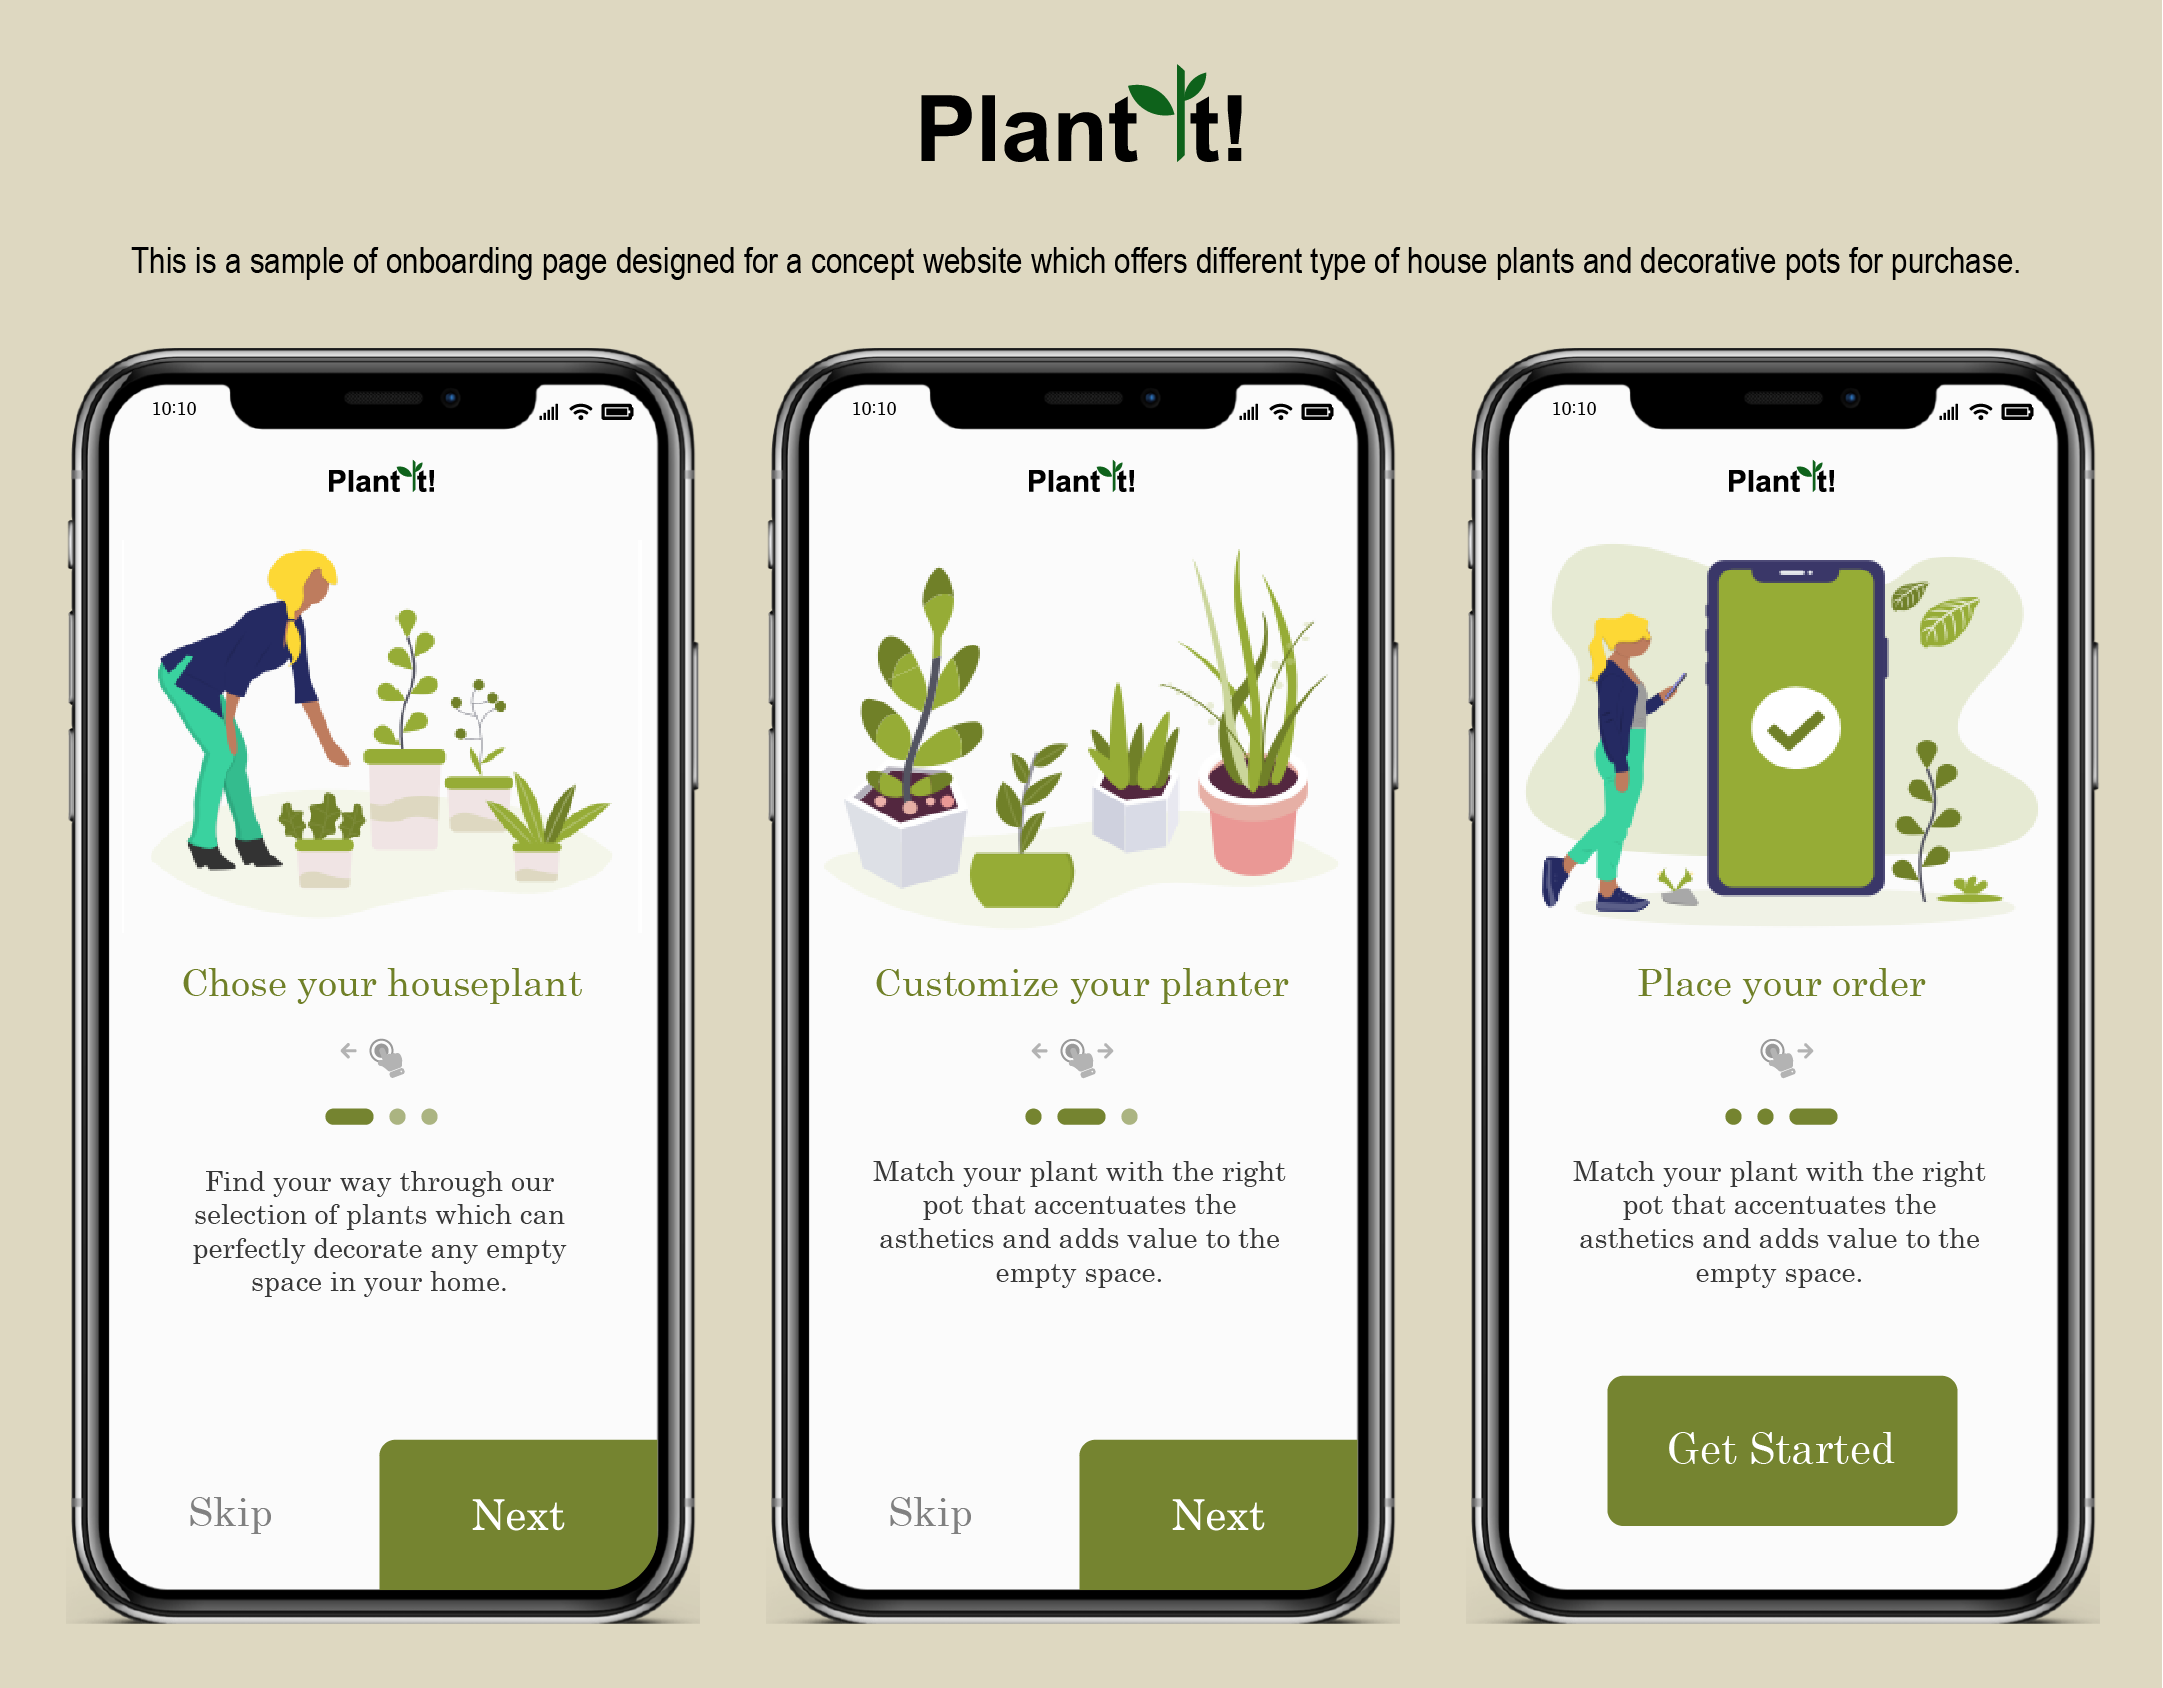 Plant It!
This is a sample of onboarding page designed for a concept website which offers different type of house plants and decorative pots for purchase.
10:10
Plant It!
Chose your houseplant
Find your way through our
selection of plants which can
perfectly decorate any empty
space in your home.
Skip
Next
10:10
Plant It!
Customize your planter
Match your plant with the right
pot that accentuates the
asthetics and adds value to the
empty space.
Skip
Next
10:10
Plant It!
Place your order
Match your plant with the right
pot that accentuates the
asthetics and adds value to the
empty space.
Get Started